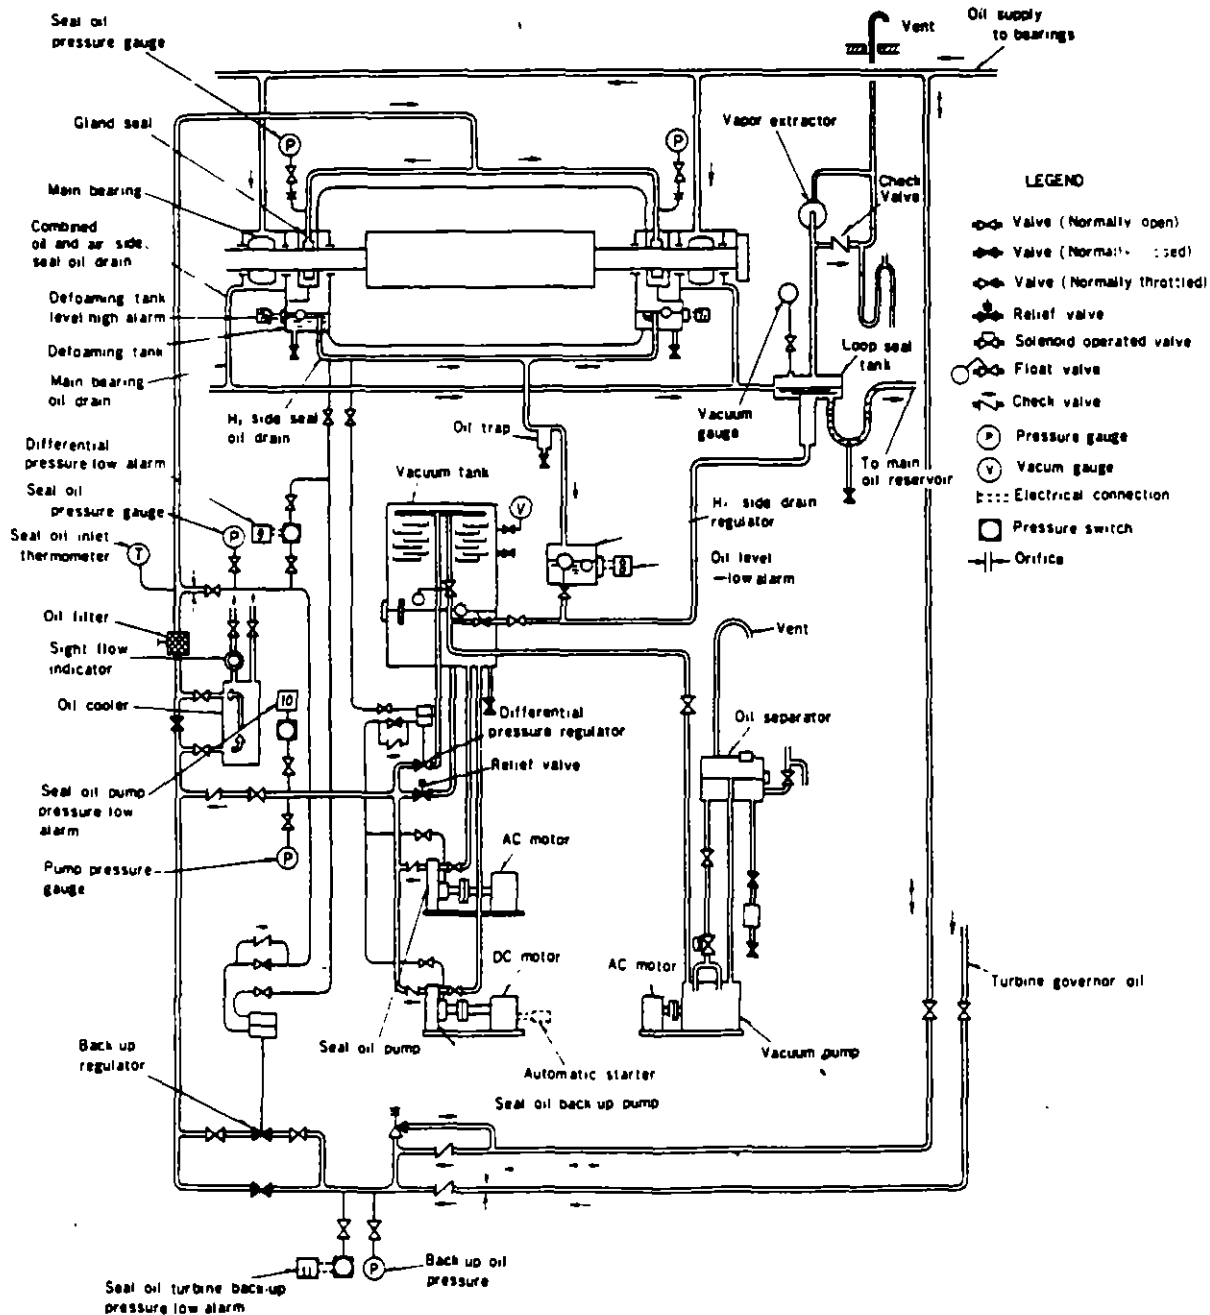 Seal oil
pressure gauge
Vent
Oil supply
to bearings
Gland seal
P
P
Vapor extractor
Check
Valve
LEGEND
Main bearing
Combined
oil and air side.
seal oil drain
Valve (Normally open)
Valve (Normally
Valve (Normally throttled)
Relief valve
Solenoid operated valve
Float valve
Check valve
P Pressure gauge
V Vacum gauge
Electrical connection
Pressure switch
Orifice
Defoaming tank
level high alarm
Defoaming tank
Main bearing
oil drain
Loop seal
tank
H₂ side seal
oil drain
Oil trap
Vacuum
gauge
To main
oil reservoir
Differential
pressure low alarm
Seal oil
pressure gauge
Vacuum tank
V
H₂ side drain
regulator
Seal oil inlet
thermometer
T
P
Oil level
low alarm
Oil filter
Sight flow
indicator
Vent
Oil cooler
10
Differential
pressure regulator
Oil separator
Relief valve
Seal oil pump
pressure low
alarm
Pump pressure
gauge
P
AC motor
DC motor
AC motor
Turbine governor oil
Seal oil pump
Vacuum pump
Back up
regulator
Automatic starter
Seal oil back up pump
P
Back up oil
pressure
Seal oil turbine back-up
pressure low alarm